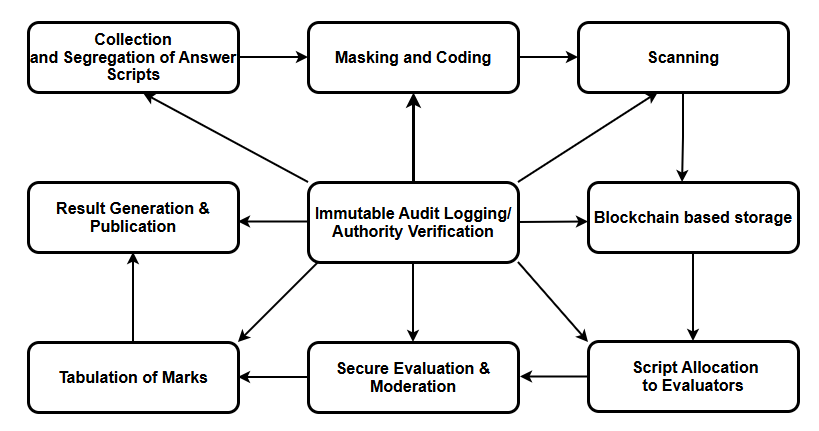 Collection
and Segregation of Answer
Scripts
Masking and Coding
Scanning
Result Generation &
Publication
Immutable Audit Logging/
Authority Verification
Blockchain based storage
Tabulation of Marks
Secure Evaluation &
Moderation
Script Allocation
to Evaluators